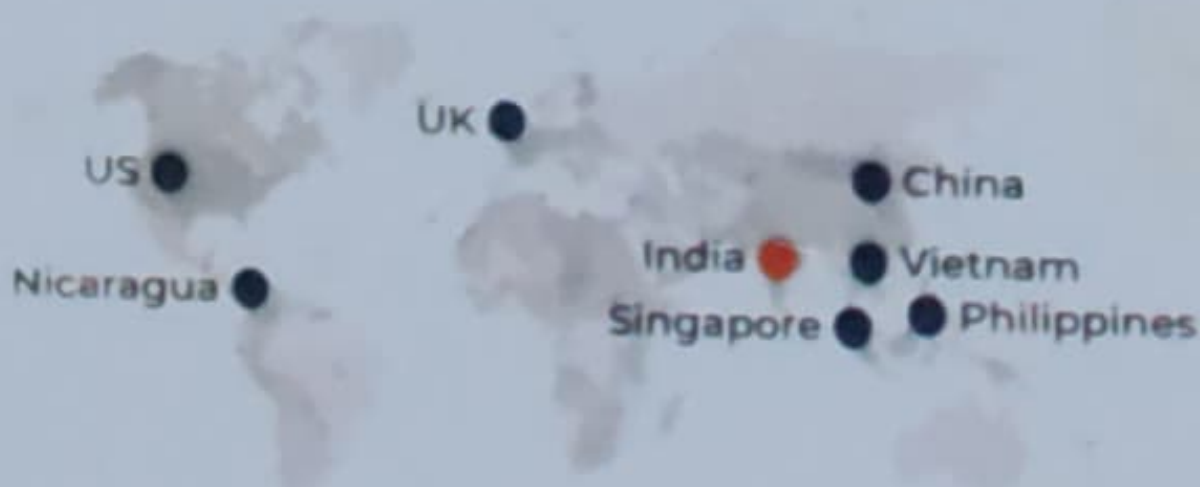 UK
US
China
India
Vietnam
Nicaragua
Singapore
Philippines